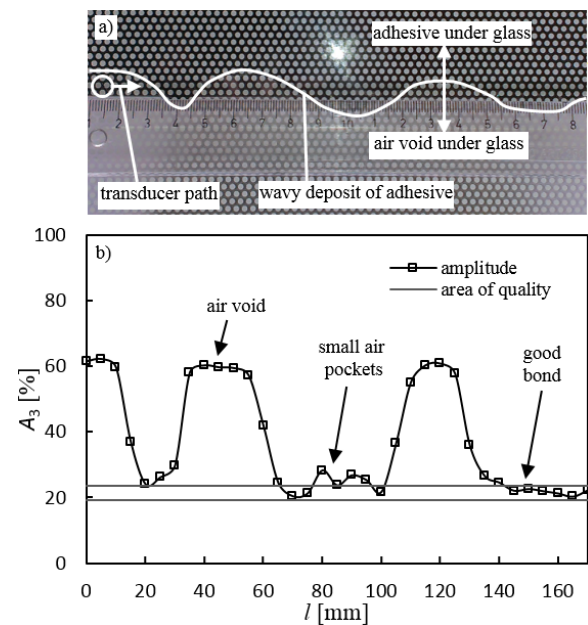 a)
adhesive under glass
air void under glass
transducer path
wavy deposit of adhesive
b)
amplitude
area of quality
air void
small air
pockets
good
bond
100
80
60
40
20
0
A₃ [%]
0 20 40 60 80 100 120 140 160
l [mm]